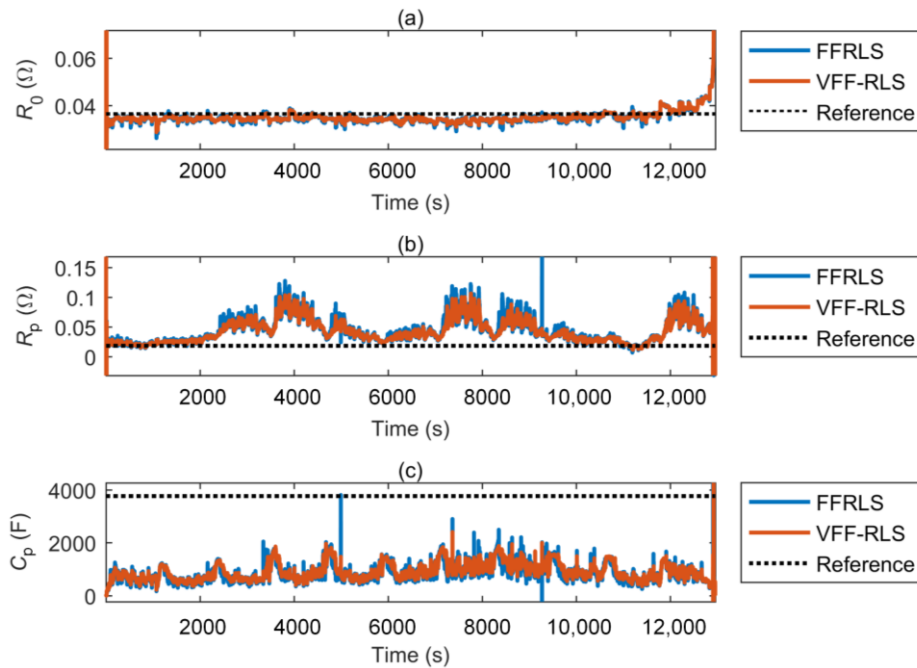 (a)
R0 (Ω)
0.06
0.04
2000 4000 6000 8000 10,000 12,000
Time (s)
FFRLS
VFF-RLS
Reference
(b)
Rp (Ω)
0.15
0.1
0.05
0
2000 4000 6000 8000 10,000 12,000
Time (s)
FFRLS
VFF-RLS
Reference
(c)
Cp (F)
4000
2000
0
2000 4000 6000 8000 10,000 12,000
Time (s)
FFRLS
VFF-RLS
Reference